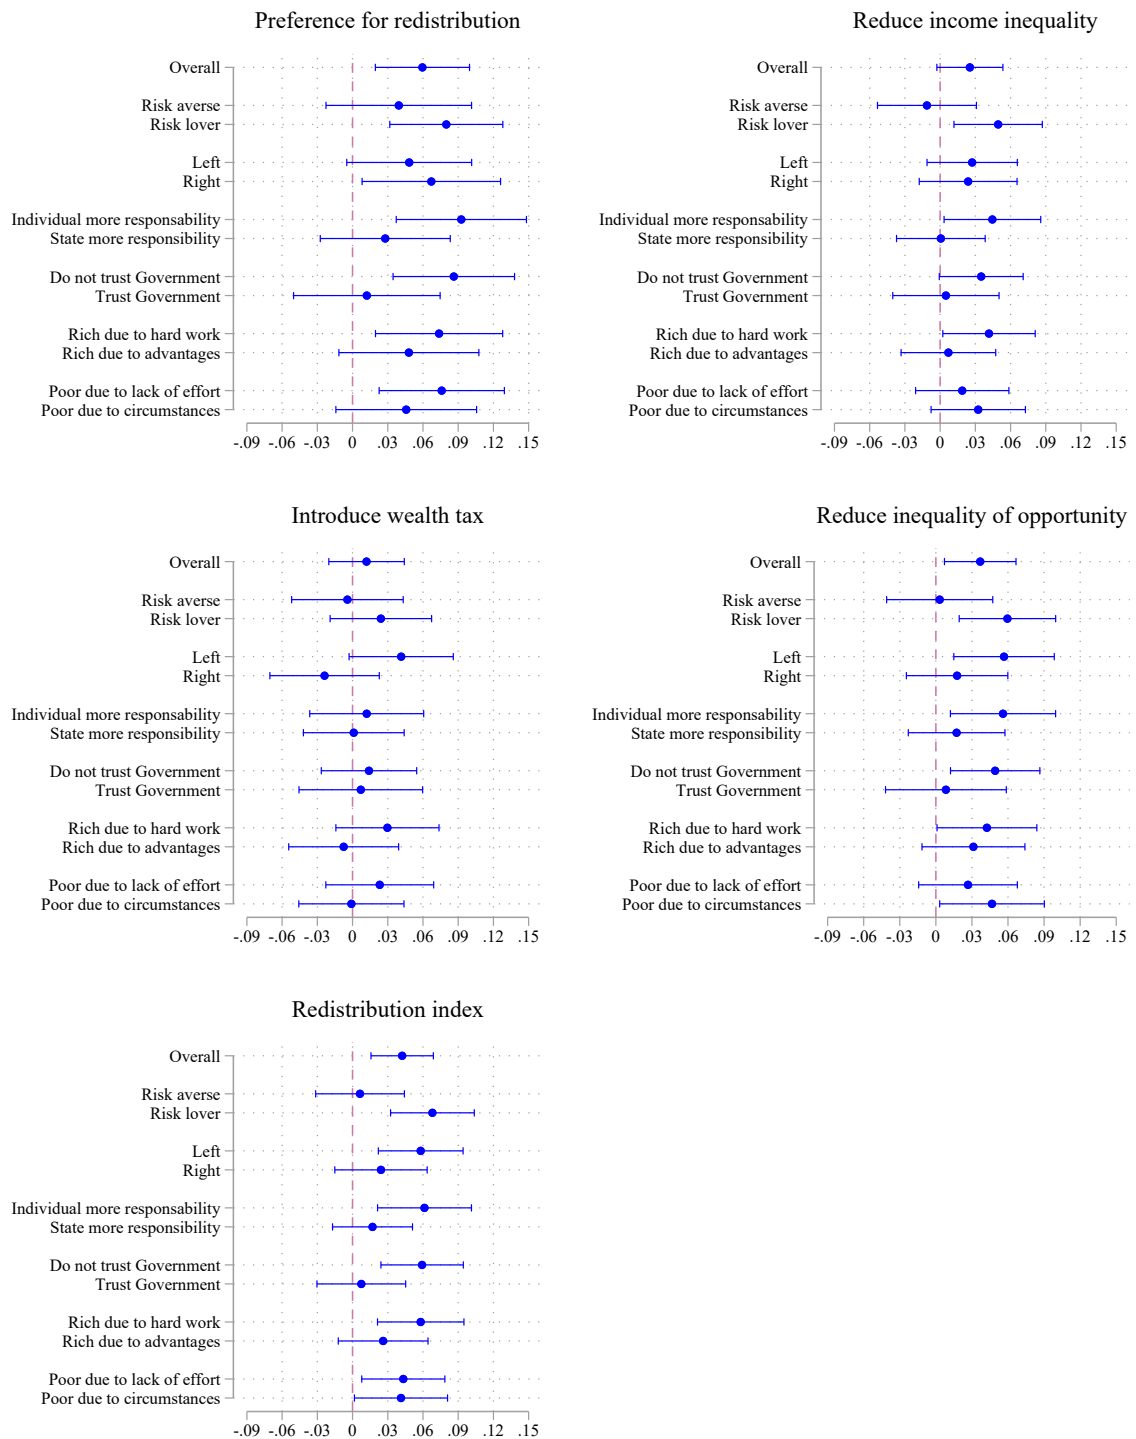 Preference for redistribution
Overall
Risk averse
Risk lover
Left
Right
Individual more responsability
State more responsibility
Do not trust Government
Trust Government
Rich due to hard work
Rich due to advantages
Poor due to lack of effort
Poor due to circumstances
-.09 -.06 -.03 0 .03 .06 .09 .12 .15
Reduce income inequality
Overall
Risk averse
Risk lover
Left
Right
Individual more responsability
State more responsibility
Do not trust Government
Trust Government
Rich due to hard work
Rich due to advantages
Poor due to lack of effort
Poor due to circumstances
-.09 -.06 -.03 0 .03 .06 .09 .12 .15
Introduce wealth tax
Overall
Risk averse
Risk lover
Left
Right
Individual more responsability
State more responsibility
Do not trust Government
Trust Government
Rich due to hard work
Rich due to advantages
Poor due to lack of effort
Poor due to circumstances
-.09 -.06 -.03 0 .03 .06 .09 .12 .15
Reduce inequality of opportunity
Overall
Risk averse
Risk lover
Left
Right
Individual more responsability
State more responsibility
Do not trust Government
Trust Government
Rich due to hard work
Rich due to advantages
Poor due to lack of effort
Poor due to circumstances
-.09 -.06 -.03 0 .03 .06 .09 .12 .15
Redistribution index
Overall
Risk averse
Risk lover
Left
Right
Individual more responsability
State more responsibility
Do not trust Government
Trust Government
Rich due to hard work
Rich due to advantages
Poor due to lack of effort
Poor due to circumstances
-.09 -.06 -.03 0 .03 .06 .09 .12 .15